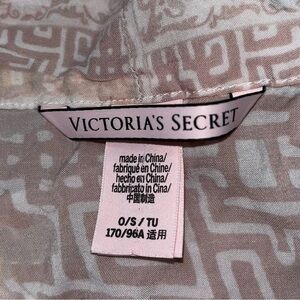 VICTORIA'S SECRET
made in China/
fabriqué en Chine/
hecho en China/
fabbricato in Cina/
中国制造
O/S / TU
170/96A 适用